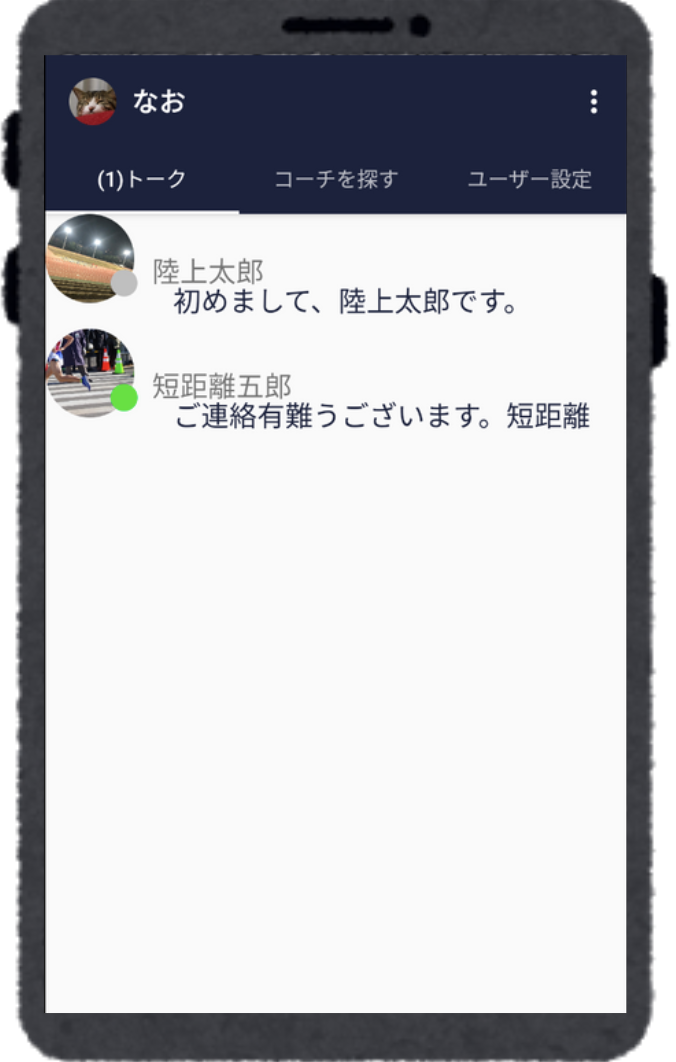 なお
(1)トーク
コーチを探す
ユーザー設定
陸上太郎
初めまして、陸上太郎です。
短距離五郎
ご連絡有難うございます。短距離